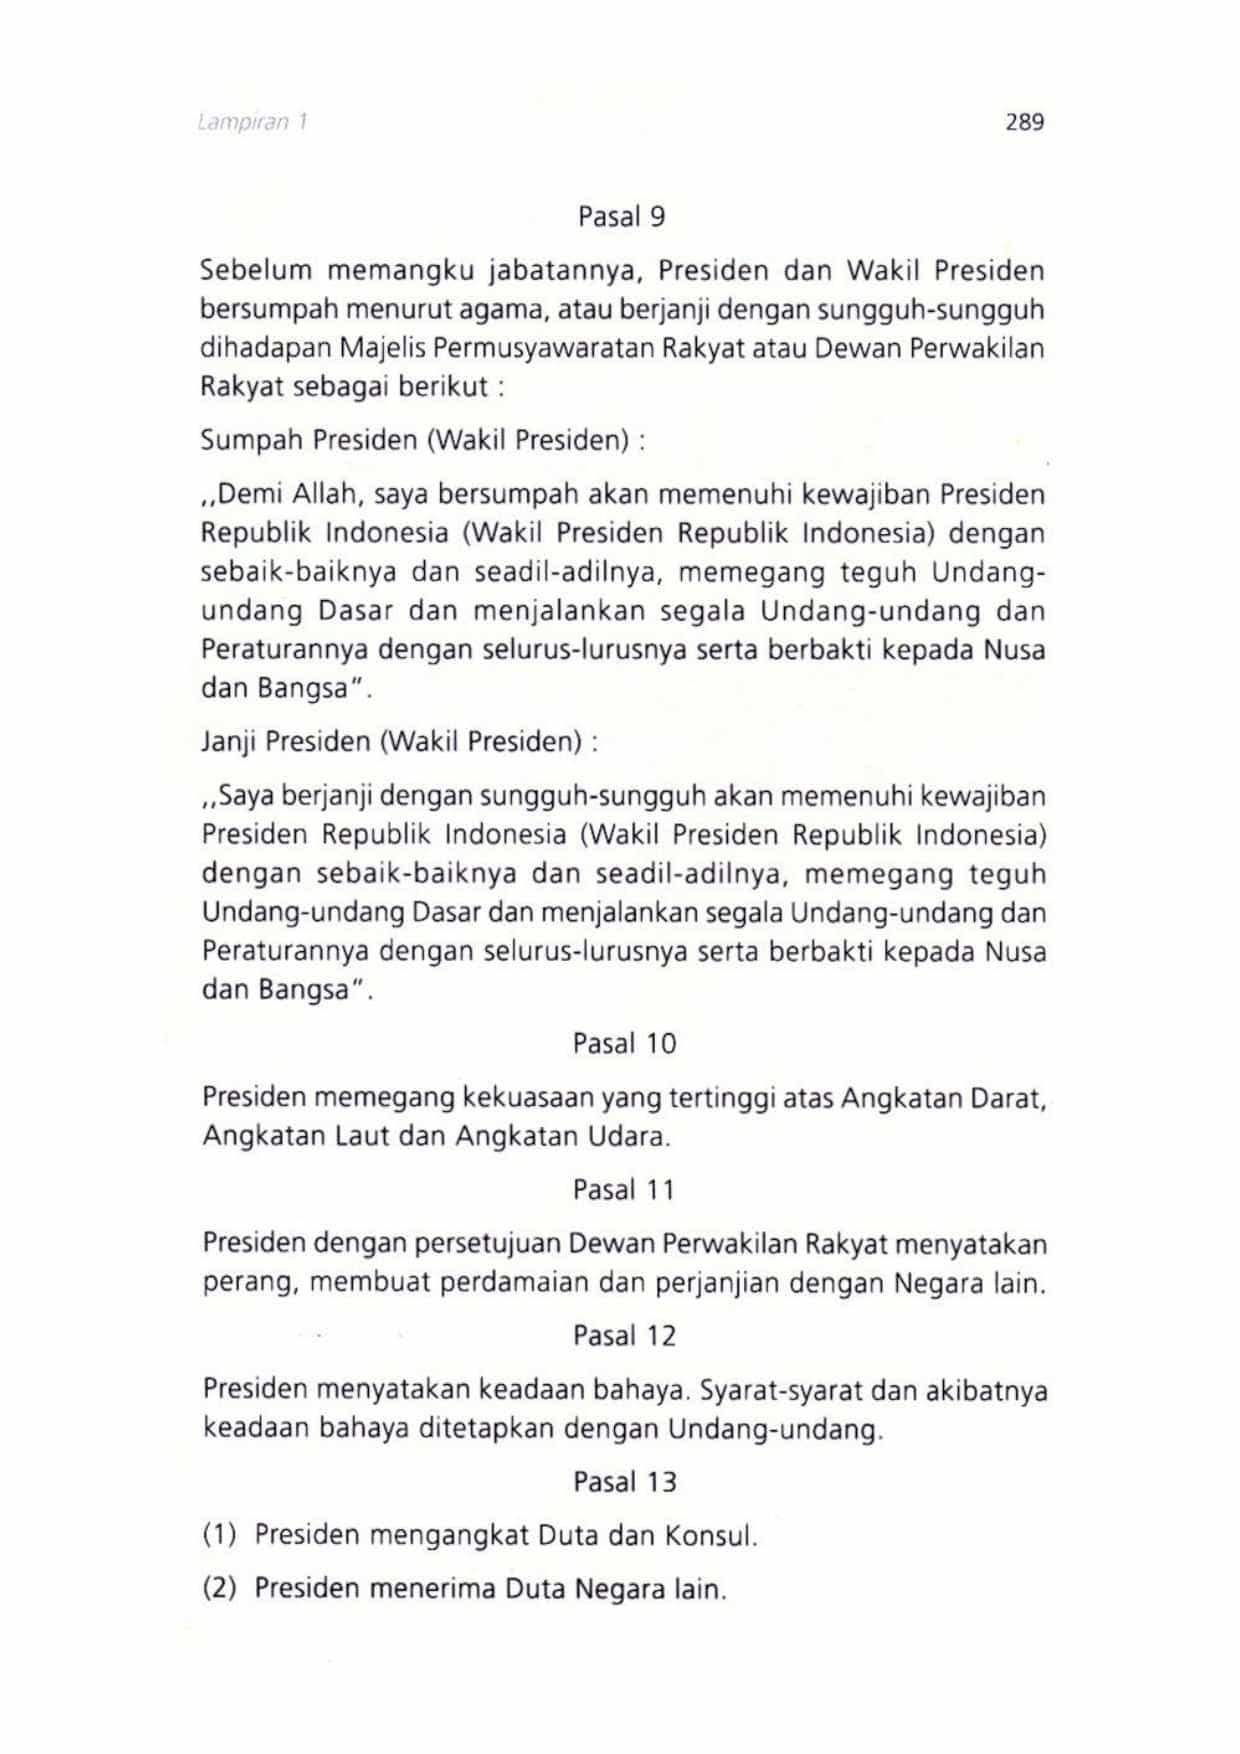 Lampiran 1
289
Pasal 9
Sebelum memangku jabatannya, Presiden dan Wakil Presiden
bersumpah menurut agama, atau berjanji dengan sungguh-sungguh
dihadapan Majelis Permusyawaratan Rakyat atau Dewan Perwakilan
Rakyat sebagai berikut :
Sumpah Presiden (Wakil Presiden) :
,,Demi Allah, saya bersumpah akan memenuhi kewajiban Presiden
Republik Indonesia (Wakil Presiden Republik Indonesia) dengan
sebaik-baiknya dan seadil-adilnya, memegang teguh Undang-
undang Dasar dan menjalankan segala Undang-undang dan
Peraturannya dengan selurus-lurusnya serta berbakti kepada Nusa
dan Bangsa”.
Janji Presiden (Wakil Presiden) :
,,Saya berjanji dengan sungguh-sungguh akan memenuhi kewajiban
Presiden Republik Indonesia (Wakil Presiden Republik Indonesia)
dengan sebaik-baiknya dan seadil-adilnya, memegang teguh
Undang-undang Dasar dan menjalankan segala Undang-undang dan
Peraturannya dengan selurus-lurusnya serta berbakti kepada Nusa
dan Bangsa”.
Pasal 10
Presiden memegang kekuasaan yang tertinggi atas Angkatan Darat,
Angkatan Laut dan Angkatan Udara.
Pasal 11
Presiden dengan persetujuan Dewan Perwakilan Rakyat menyatakan
perang, membuat perdamaian dan perjanjian dengan Negara lain.
Pasal 12
Presiden menyatakan keadaan bahaya. Syarat-syarat dan akibatnya
keadaan bahaya ditetapkan dengan Undang-undang.
Pasal 13
(1) Presiden mengangkat Duta dan Konsul.
(2) Presiden menerima Duta Negara lain.